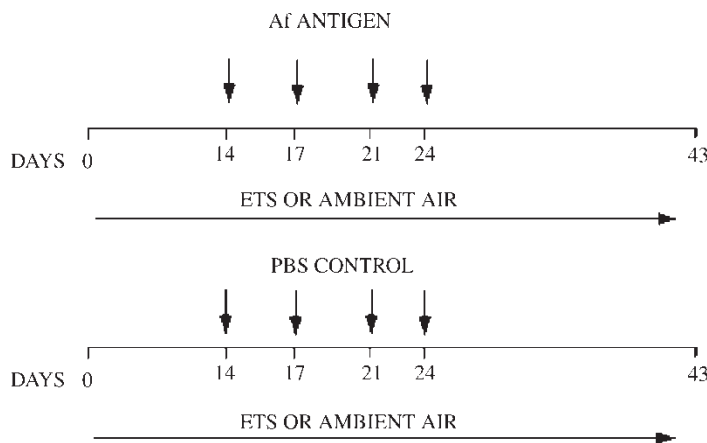 Af ANTIGEN
DAYS 0 14 17 21 24 43
ETS OR AMBIENT AIR
PBS CONTROL
DAYS 0 14 17 21 24 43
ETS OR AMBIENT AIR